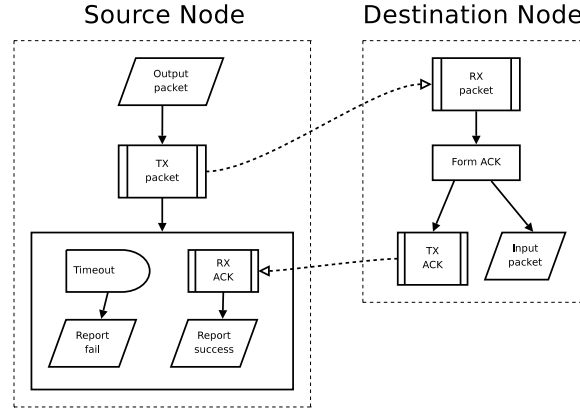 Source Node
Destination Node
Output
packet
TX
packet
Timeout
RX
ACK
Report
fail
Report
success
RX
packet
Form ACK
TX
ACK
Input
packet